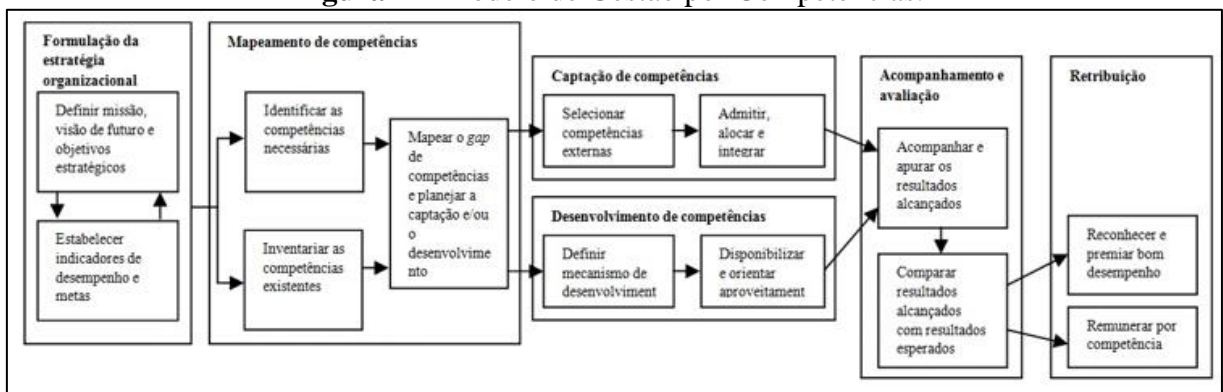 Figura Modelo de Gestão por Competências.
Formulação da
estratégia
organizacional
Definir missão,
visão de futuro e
objetivos
estratégicos
Estabelecer
indicadores de
desempenho e
metas
Mapeamento de competências
Identificar as
competências
necessárias
Inventariar as
competências
existentes
Mapear o gap
de
competências
e planejar a
captação e/ou
o
desenvolvime
nto
Captação de competências
Selecionar
competências
externas
Admitir,
alocar e
integrar
Desenvolvimento de competências
Definir
mecanismo de
desenvolviment
Disponibilizar
e orientar
aproveitament
Acompanhamento e
avaliação
Acompanhar e
apurar os
resultados
alcançados
Comparar
resultados
alcançados
com resultados
esperados
Retribuição
Reconhecer e
premiar bom
desempenho
Remunerar por
competência